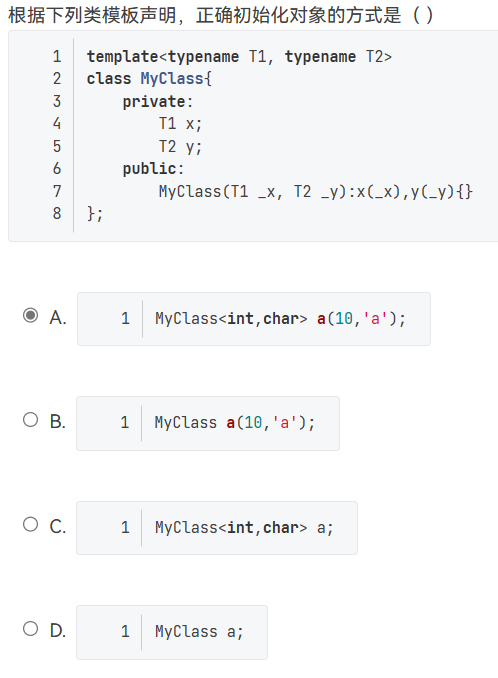 根据下列类模板声明，正确初始化对象的方式是（ ）
1 template<typename T1, typename T2>
2 class MyClass{
3     private:
4         T1 x;
5         T2 y;
6     public:
7         MyClass(T1 _x, T2 _y):x(_x),y(_y){}
8 };
A. 1 MyClass<int,char> a(10,'a');
B. 1 MyClass a(10,'a');
C. 1 MyClass<int,char> a;
D. 1 MyClass a;